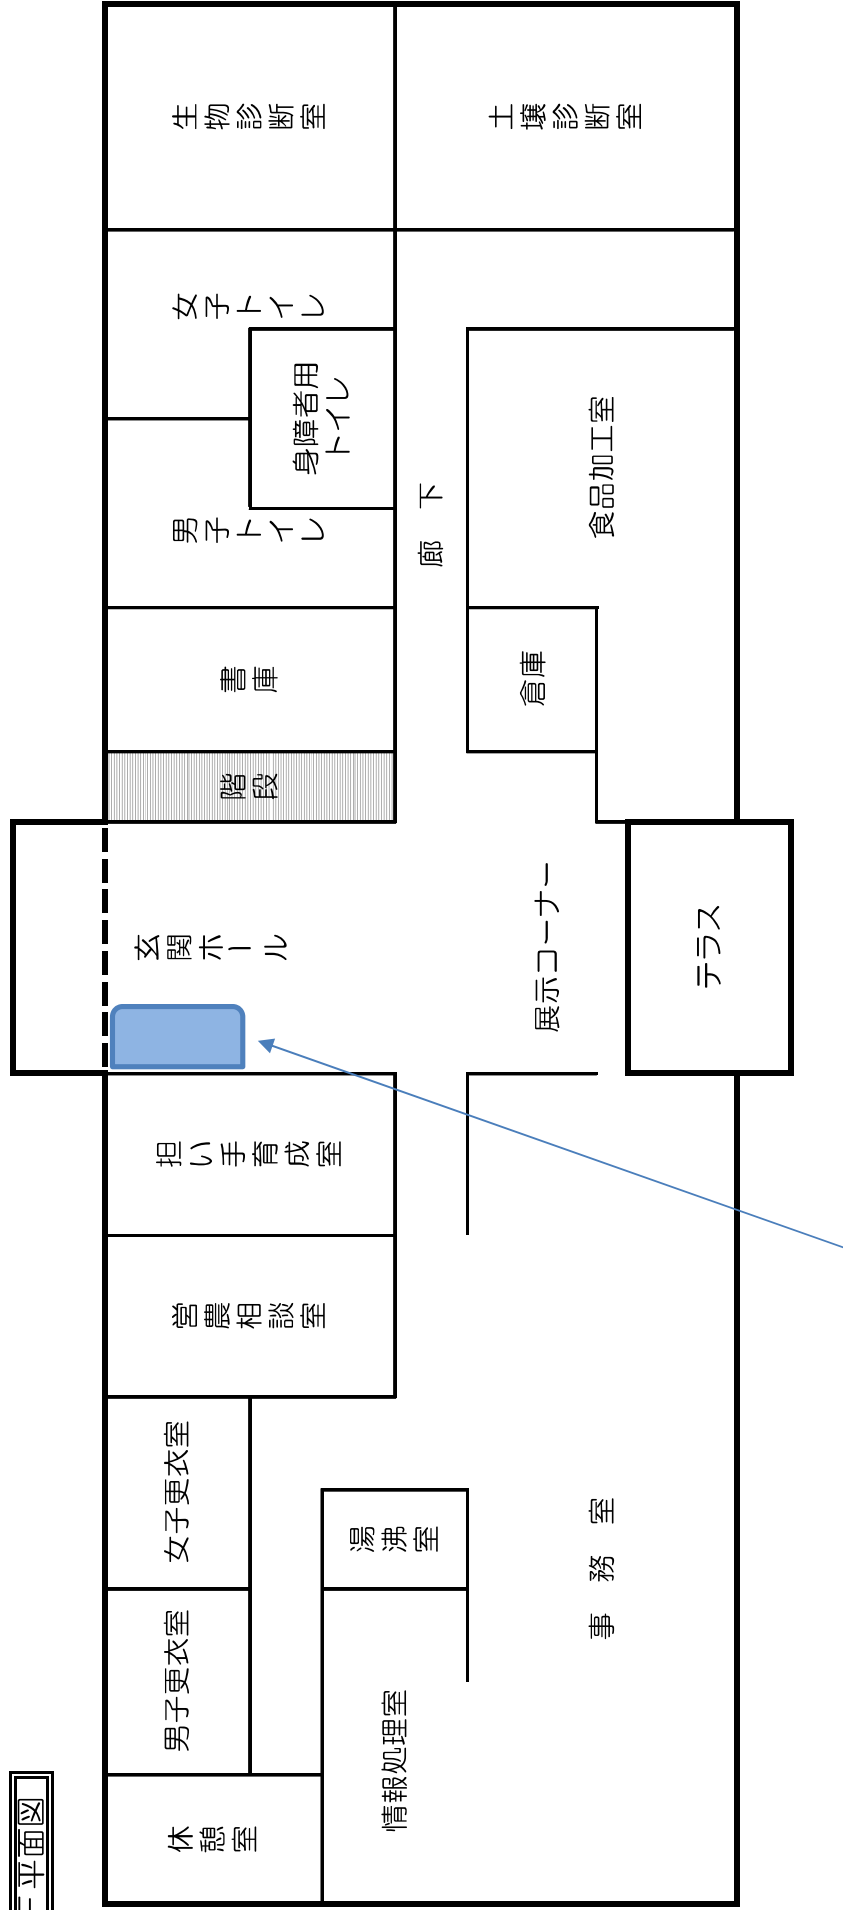 平面図
休憩室
男子更衣室
女子更衣室
営農相談室
担い手育成室
玄関ホール
階段
書庫
男子トイレ
女子トイレ
身障者用
トイレ
生物診断室
情報処理室
湯沸室
廊下
土壌診断室
展示コーナー
倉庫
事務室
食品加工室
テラス